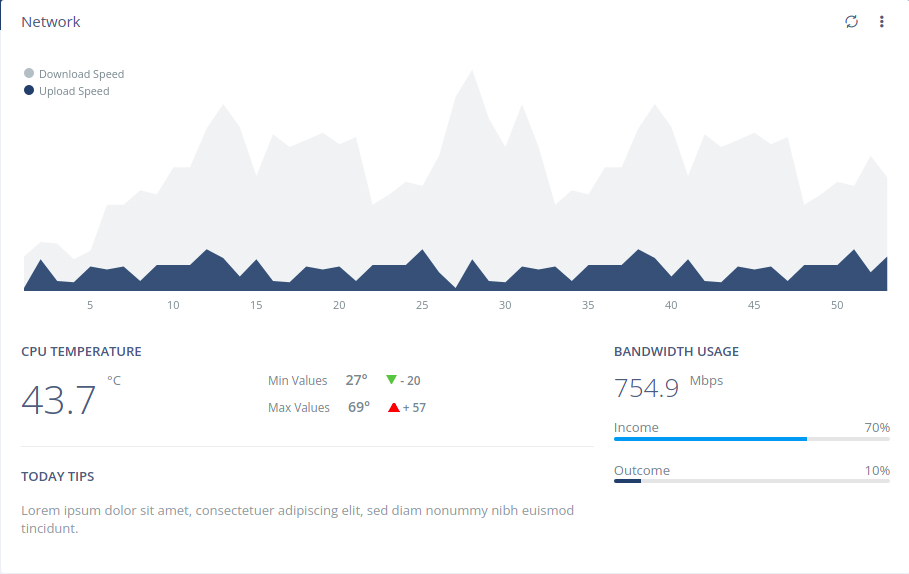 Network
Download Speed
Upload Speed
5 10 15 20 25 30 35 40 45 50
CPU TEMPERATURE
43.7 °C
Min Values 27° - 20
Max Values 69° + 57
BANDWIDTH USAGE
754.9 Mbps
Income 70%
Outcome 10%
TODAY TIPS
Lorem ipsum dolor sit amet, consectetuer adipiscing elit, sed diam nonummy nibh euismod
tincidunt.